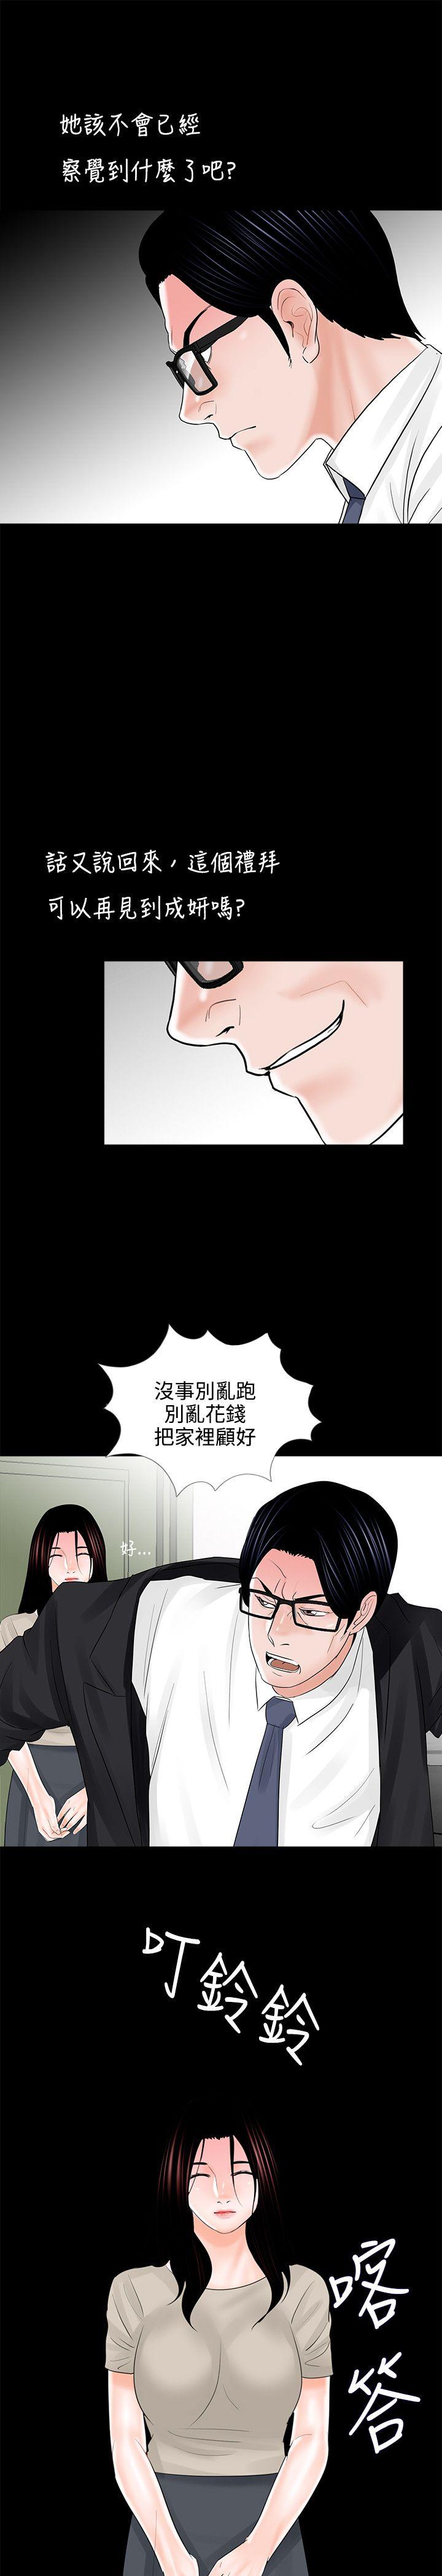 她該不會已經
察覺到什麼了吧?
話又說回來，這個禮拜
可以再見到成妍嗎?
沒事別亂跑
別亂花錢
把家裡顧好
好...
叮鈴鈴
喀答